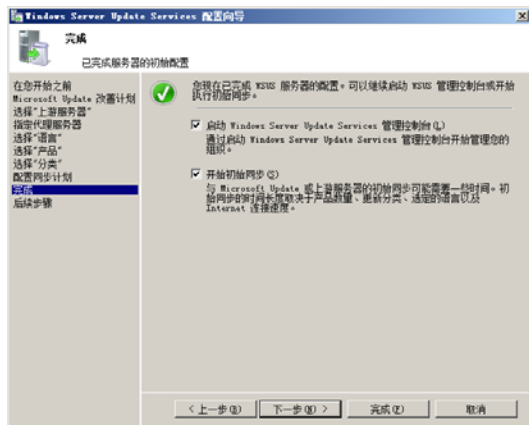 Windows Server Update Services 配置向导
完成
已完成服务器的初始配置
在您开始之前
Microsoft Update 改善计划
选择“上游服务器”
指定代理服务器
选择“语言”
选择“产品”
选择“分类”
配置同步计划
完成
后续步骤
您现在已完成 WSUS 服务器的配置。可以继续启动 WSUS 管理控制台或开始
执行初始同步。
启动 Windows Server Update Services 管理控制台(L)
通过启动 Windows Server Update Services 管理控制台开始管理您的
组织。
开始初始同步(S)
与 Microsoft Update 或上游服务器的初始同步可能需要一些时间。初
始同步的时间长度取决于产品数量、更新分类、选定的语言以及
Internet 连接速度。
< 上一步(B)
下一步(N) >
完成(F)
取消